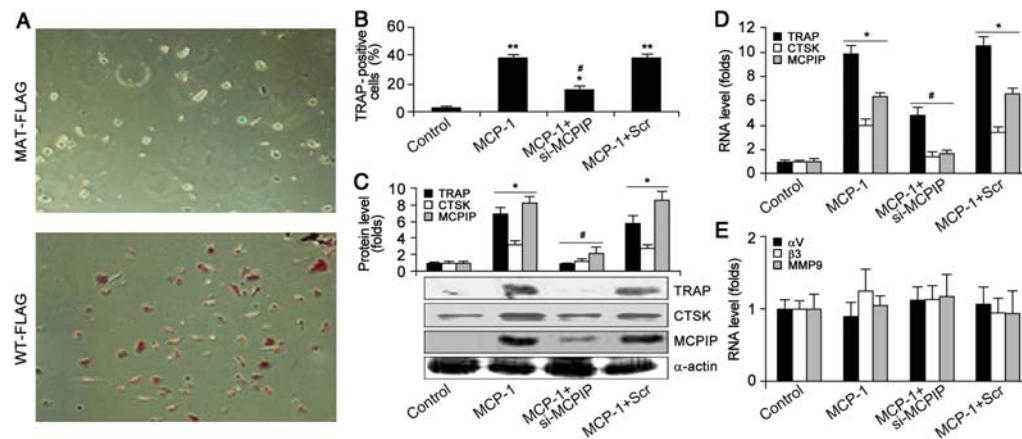 A
MAT-FLAG
WT-FLAG
B
TRAP-positive
cells (%)
60
40
20
0
**
#
*
**
Control
MCP-1
MCP-1+
si-MCPIP
MCP-1+Scr
C
Protein level
(folds)
10
8
6
4
2
0
TRAP
CTSK
MCPIP
*
#
*
TRAP
CTSK
MCPIP
α-actin
Control
MCP-1
MCP-1+
si-MCPIP
MCP-1+Scr
D
RNA level (folds)
12
10
8
6
4
2
0
TRAP
CTSK
MCPIP
*
#
*
Control
MCP-1
MCP-1+
si-MCPIP
MCP-1+Scr
E
RNA level (folds)
2
1
0
αV
β3
MMP9
Control
MCP-1
MCP-1+
si-MCPIP
MCP-1+Scr